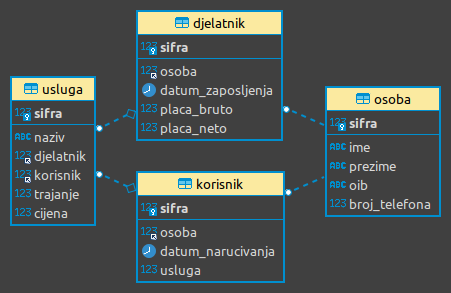 djelatnik
123 sifra
123 osoba
datum_zaposljenja
123 placa_bruto
123 placa_neto
usluga
123 sifra
ABC naziv
123 djelatnik
123 korisnik
123 trajanje
123 cijena
osoba
123 sifra
ABC ime
ABC prezime
ABC oib
123 broj_telefona
korisnik
123 sifra
123 osoba
datum_narucivanja
123 usluga